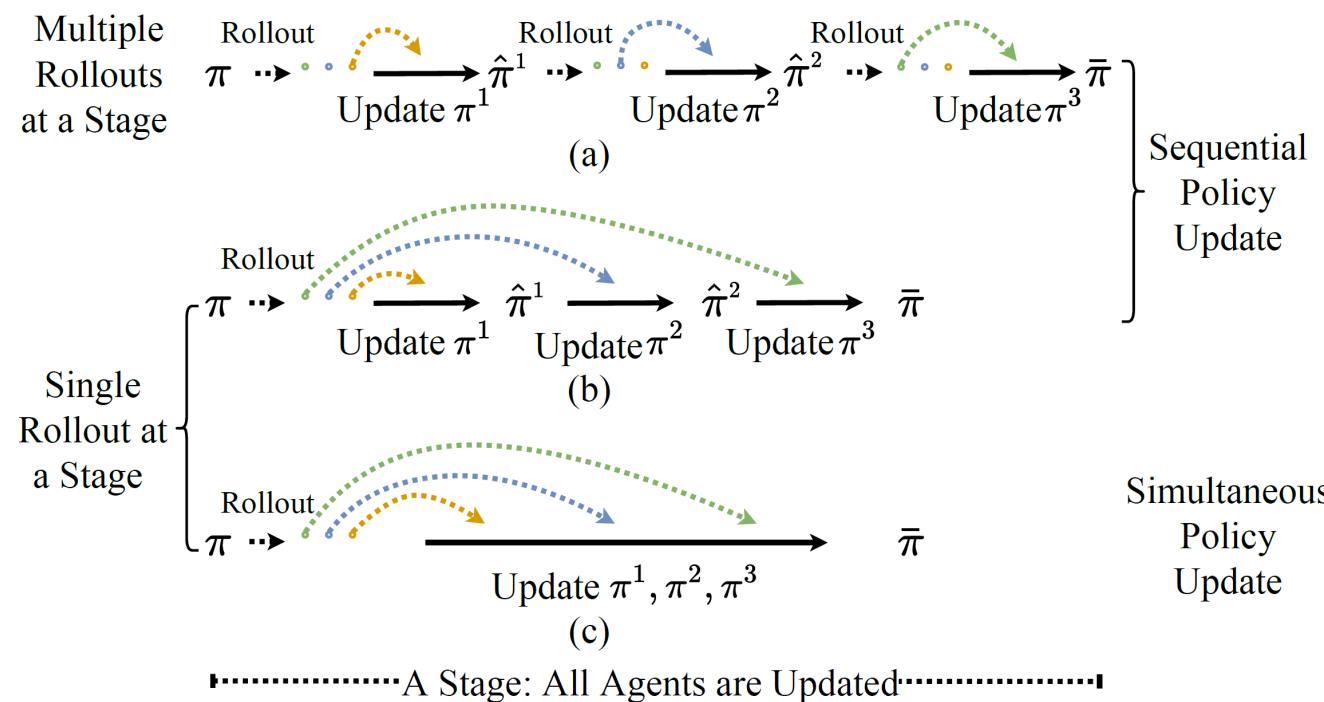 Multiple
Rollouts
at a Stage
Rollout
Rollout
Rollout
π
π̂¹
π̂²
π̄
Update π¹
Update π²
Update π³
(a)
Sequential
Policy
Update
Rollout
π
π̂¹
π̂²
π̄
Update π¹
Update π²
Update π³
(b)
Single
Rollout at
a Stage
Rollout
π
π̄
Update π¹, π², π³
(c)
Simultaneous
Policy
Update
A Stage: All Agents are Updated